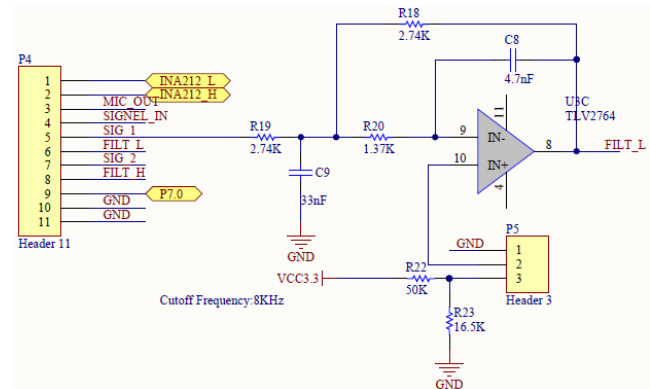 R18
2.74K
P4
C8
4.7nF
1
INA212_L
2
INA212_H
3
MIC_OUT
4
SIGNEL_IN
5
SIG_1
6
FILT_L
7
SIG_2
8
FILT_H
9
P7.0
10
GND
11
GND
Header 11
R19
2.74K
R20
1.37K
C9
33nF
GND
U3C
TLV2764
11
9
IN-
10
IN+
8
4
FILT_L
P5
GND
1
2
3
Header 3
VCC3.3
R22
50K
R23
16.5K
GND
Cutoff Frequency:8KHz